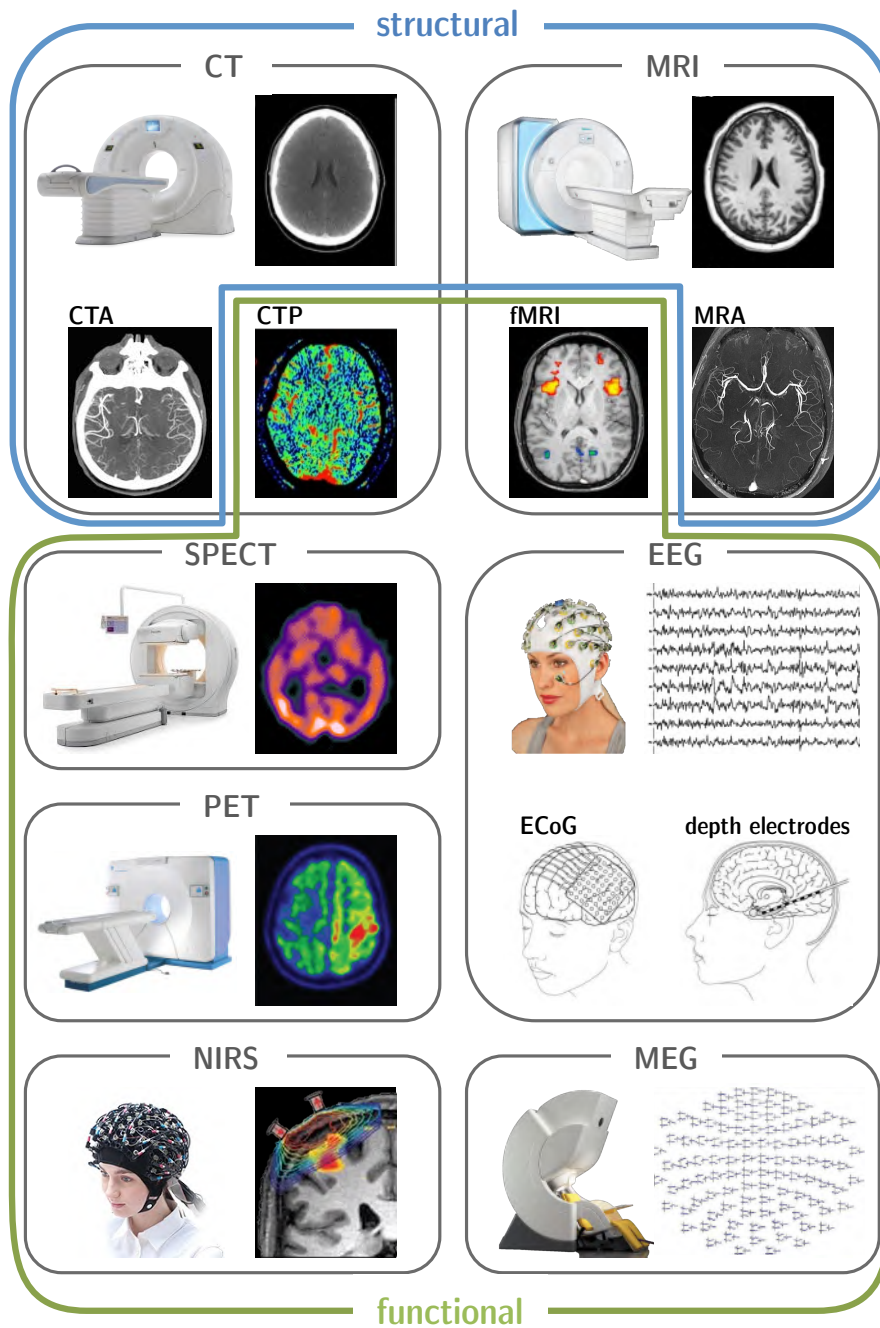 structural
CT
MRI
CTA
CTP
fMRI
MRA
SPECT
EEG
PET
ECoG
depth electrodes
NIRS
MEG
functional